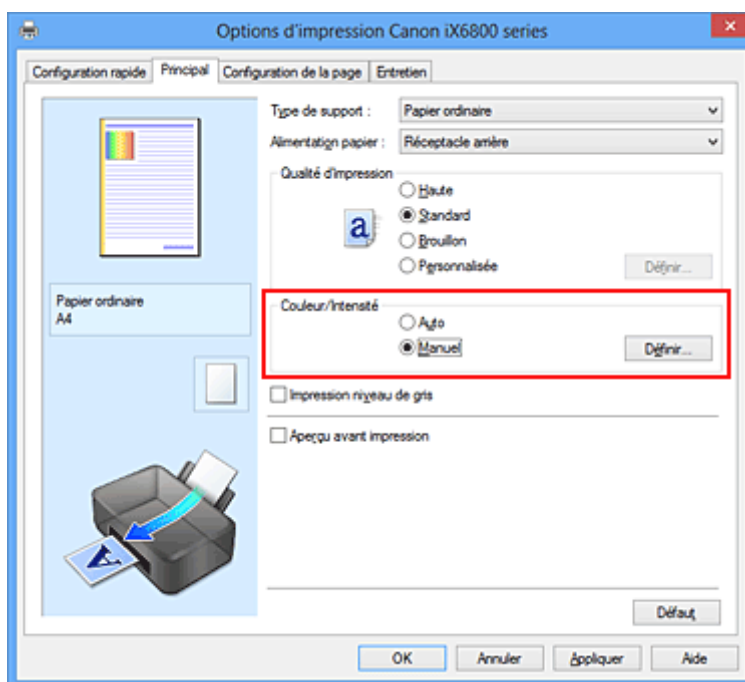 Options d'impression Canon iX6800 series
Configuration rapide Principal Configuration de la page Entretien
Type de support : Papier ordinaire
Alimentation papier : Réceptacle arrière
Qualité d'impression
Haute
Standard
Brouillon
Personnalisée Définir...
a
Papier ordinaire
A4
Couleur/Intensité
Auto
Manuel Définir...
Impression niveau de gris
Aperçu avant impression
A
Défaut
OK Annuler Appliquer Aide